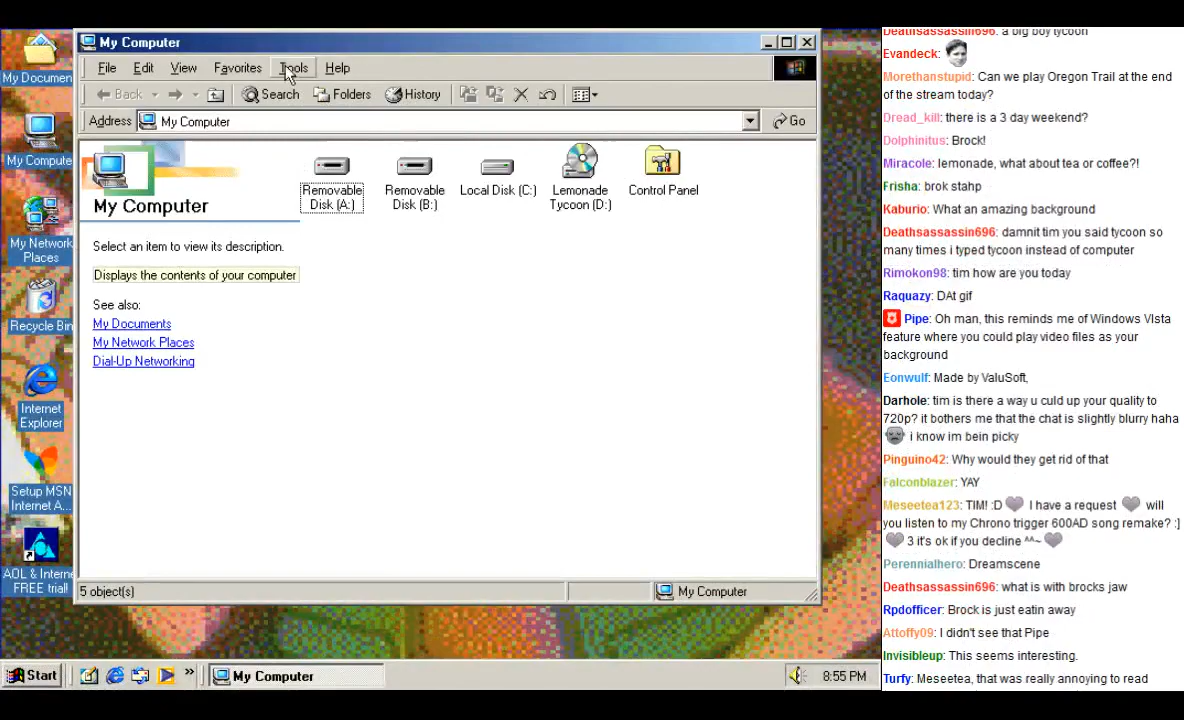 My Computer
File Edit View Favorites Tools Help
Back Search Folders History
Address My Computer Go
My Documen
My Compute
My Network
Places
Recycle Bin
Internet
Explorer
Setup MSN
Internet A...
AOL & Interne
FREE trial!
My Computer
Select an item to view its description.
Displays the contents of your computer
See also:
My Documents
My Network Places
Dial-Up Networking
Removable
Disk (A:)
Removable
Disk (B:)
Local Disk (C:)
Lemonade
Tycoon (D:)
Control Panel
5 object(s)
My Computer
Start
»
My Computer
8:55 PM
Deathsassassin696: a big boy tycoon
Evandeck:
Morethanstupid: Can we play Oregon Trail at the end
of the stream today?
Dread_kill: there is a 3 day weekend?
Dolphinitus: Brock!
Miracole: lemonade, what about tea or coffee?!
Frisha: brok stahp
Kaburio: What an amazing background
Deathsassassin696: damnit tim you said tycoon so
many times i typed tycoon instead of computer
Rimokon98: tim how are you today
Raquazy: DAt gif
Pipe: Oh man, this reminds me of Windows VIsta
feature where you could play video files as your
background
Eonwulf: Made by ValuSoft,
Darhole: tim is there a way u culd up your quality to
720p? it bothers me that the chat is slightly blurry haha
i know im bein picky
Pinguino42: Why would they get rid of that
Falconblazer: YAY
Meseetea123: TIM! :D I have a request will
you listen to my Chrono trigger 600AD song remake? :]
3 it's ok if you decline ^^~
Perennialhero: Dreamscene
Deathsassassin696: what is with brocks jaw
Rpdofficer: Brock is just eatin away
Attoffy09: I didn't see that Pipe
Invisibleup: This seems interesting.
Turfy: Meseetea, that was really annoying to read